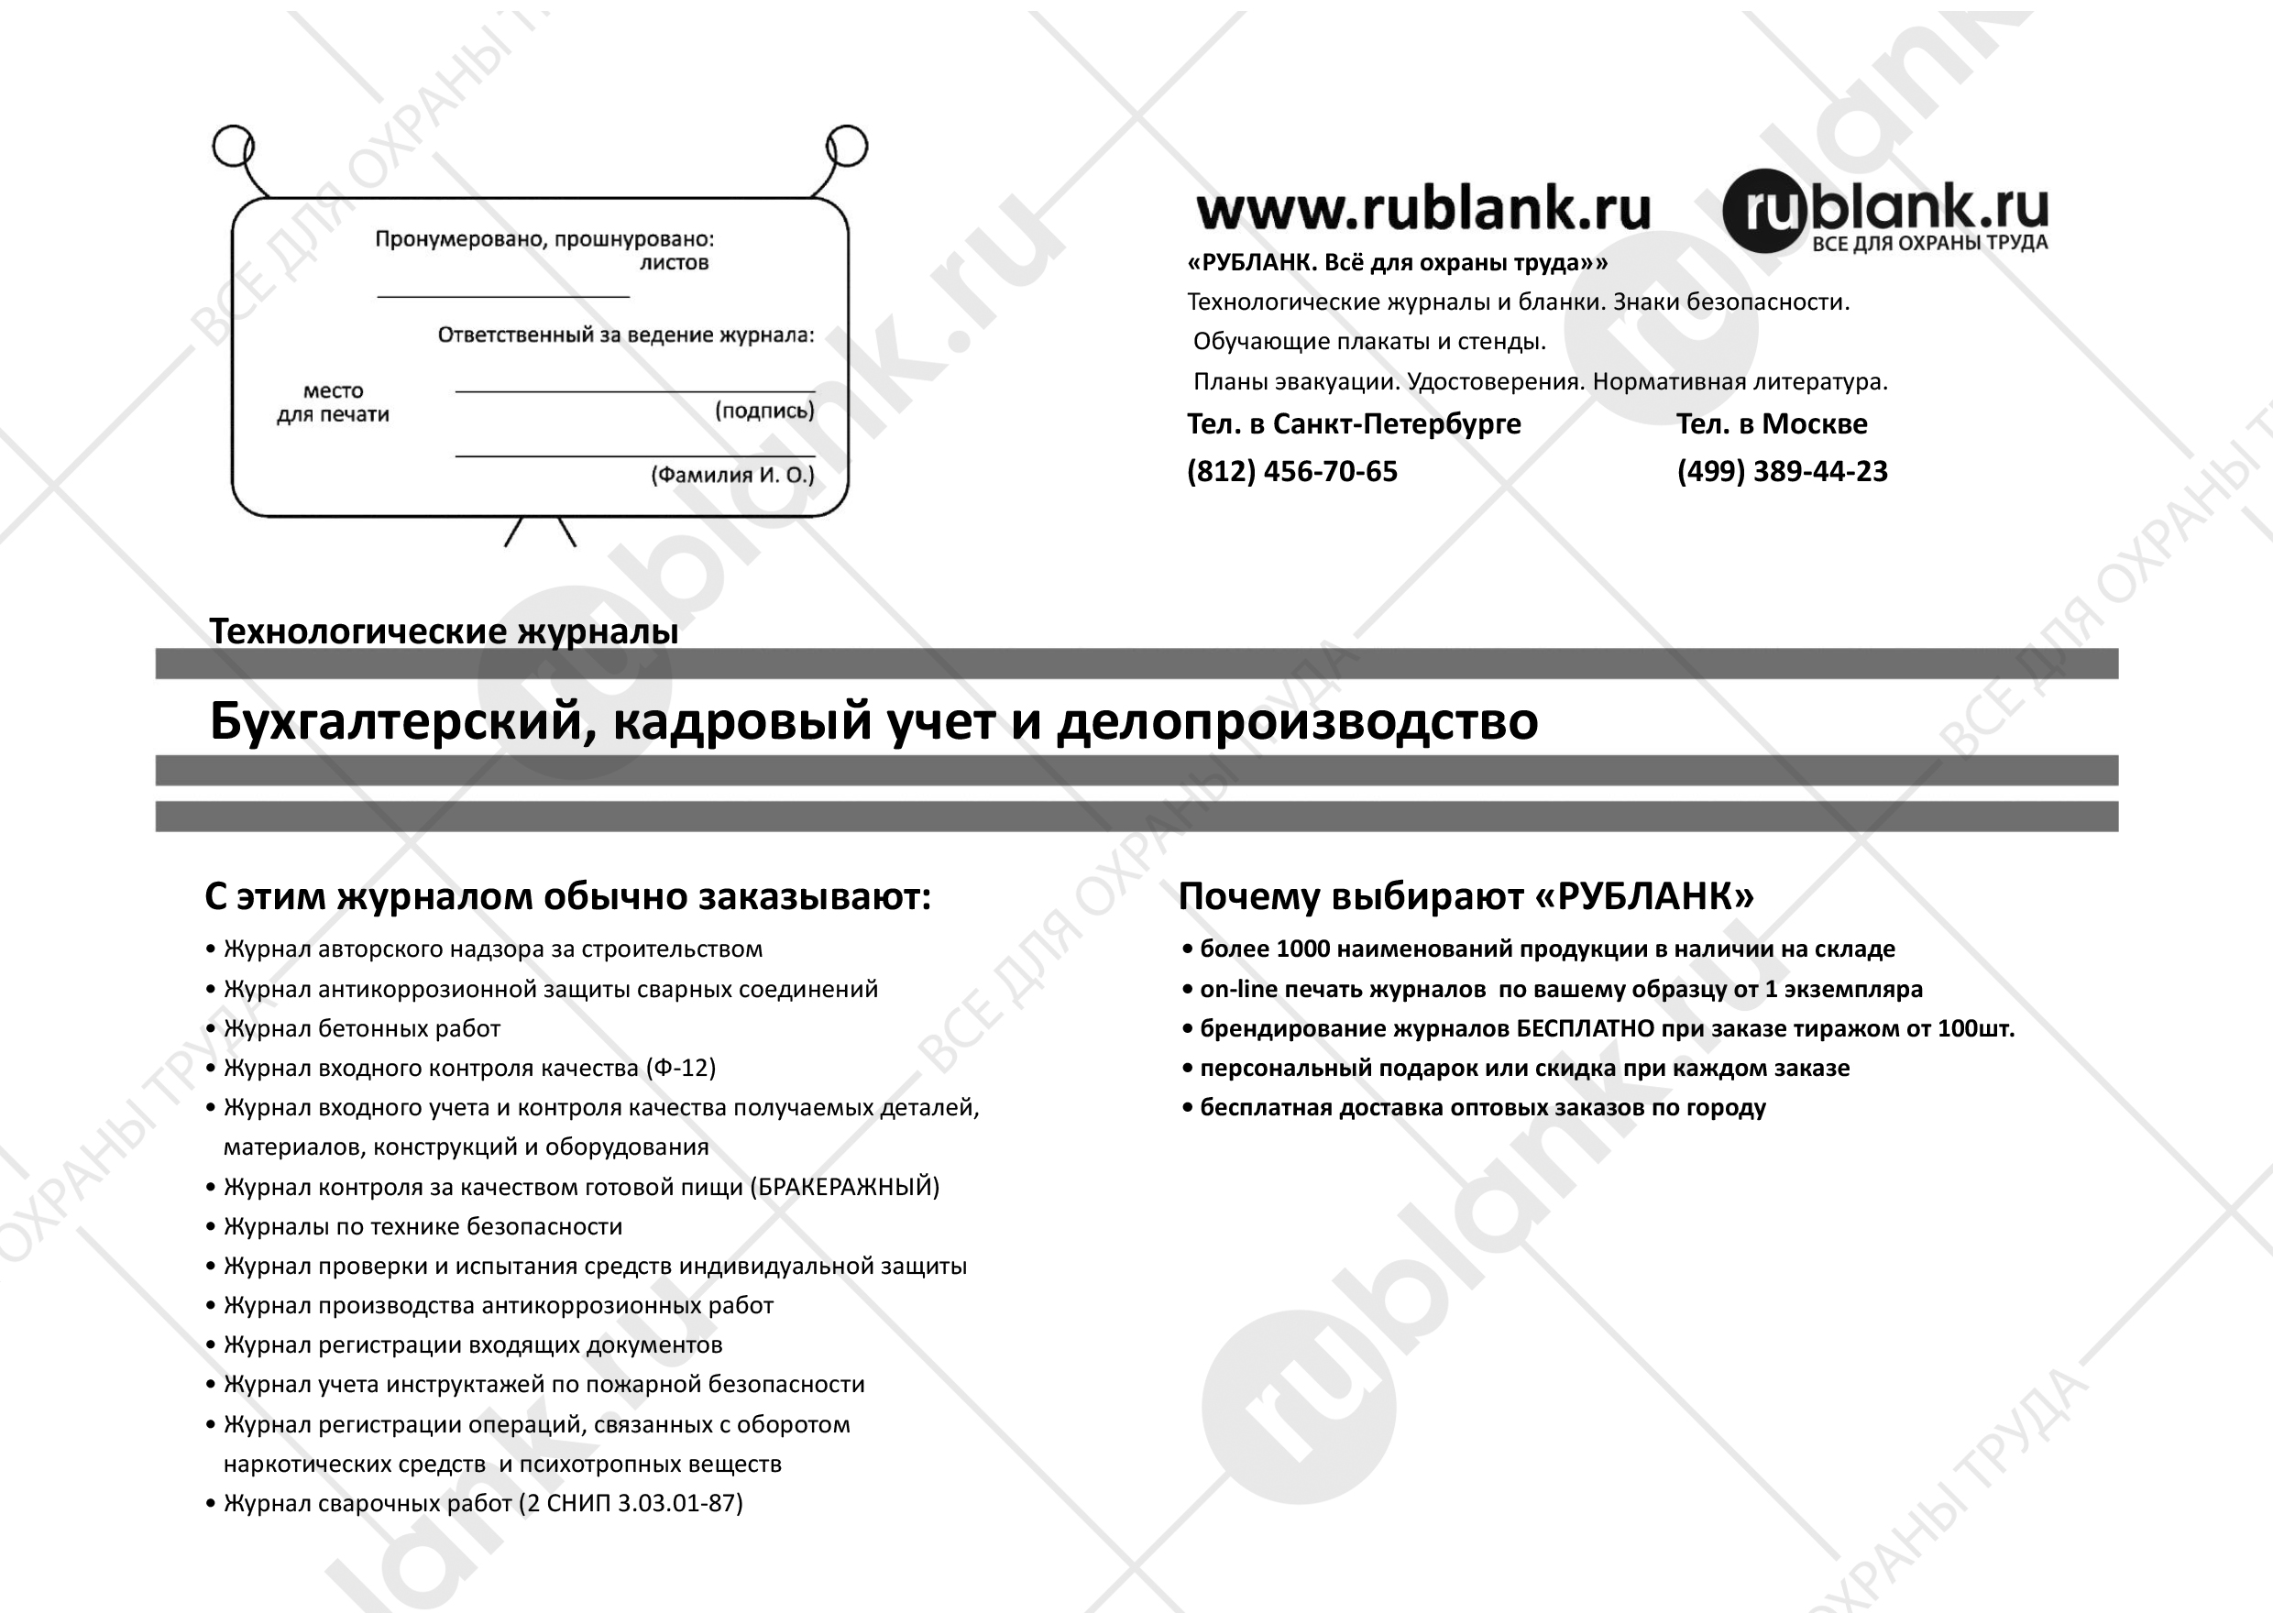 Пронумеровано, прошнуровано:
листов
Ответственный за ведение журнала:
место
для печати
(подпись)
(Фамилия И. О.)
www.rublank.ru
rublank.ru
ВСЕ ДЛЯ ОХРАНЫ ТРУДА
«РУБЛАНК. Всё для охраны труда»»
Технологические журналы и бланки. Знаки безопасности.
Обучающие плакаты и стенды.
Планы эвакуации. Удостоверения. Нормативная литература.
Тел. в Санкт-Петербурге Тел. в Москве
(812) 456-70-65 (499) 389-44-23
Технологические журналы
Бухгалтерский, кадровый учет и делопроизводство
С этим журналом обычно заказывают:
• Журнал авторского надзора за строительством
• Журнал антикоррозионной защиты сварных соединений
• Журнал бетонных работ
• Журнал входного контроля качества (Ф-12)
• Журнал входного учета и контроля качества получаемых деталей,
материалов, конструкций и оборудования
• Журнал контроля за качеством готовой пищи (БРАКЕРАЖНЫЙ)
• Журналы по технике безопасности
• Журнал проверки и испытания средств индивидуальной защиты
• Журнал производства антикоррозионных работ
• Журнал регистрации входящих документов
• Журнал учета инструктажей по пожарной безопасности
• Журнал регистрации операций, связанных с оборотом
наркотических средств  и психотропных веществ
• Журнал сварочных работ (2 СНИП 3.03.01-87)
Почему выбирают «РУБЛАНК»
• более 1000 наименований продукции в наличии на складе
• on-line печать журналов  по вашему образцу от 1 экземпляра
• брендирование журналов БЕСПЛАТНО при заказе тиражом от 100шт.
• персональный подарок или скидка при каждом заказе
• бесплатная доставка оптовых заказов по городу
rublank.ru
ВСЕ ДЛЯ ОХРАНЫ ТРУДА
rublank.ru